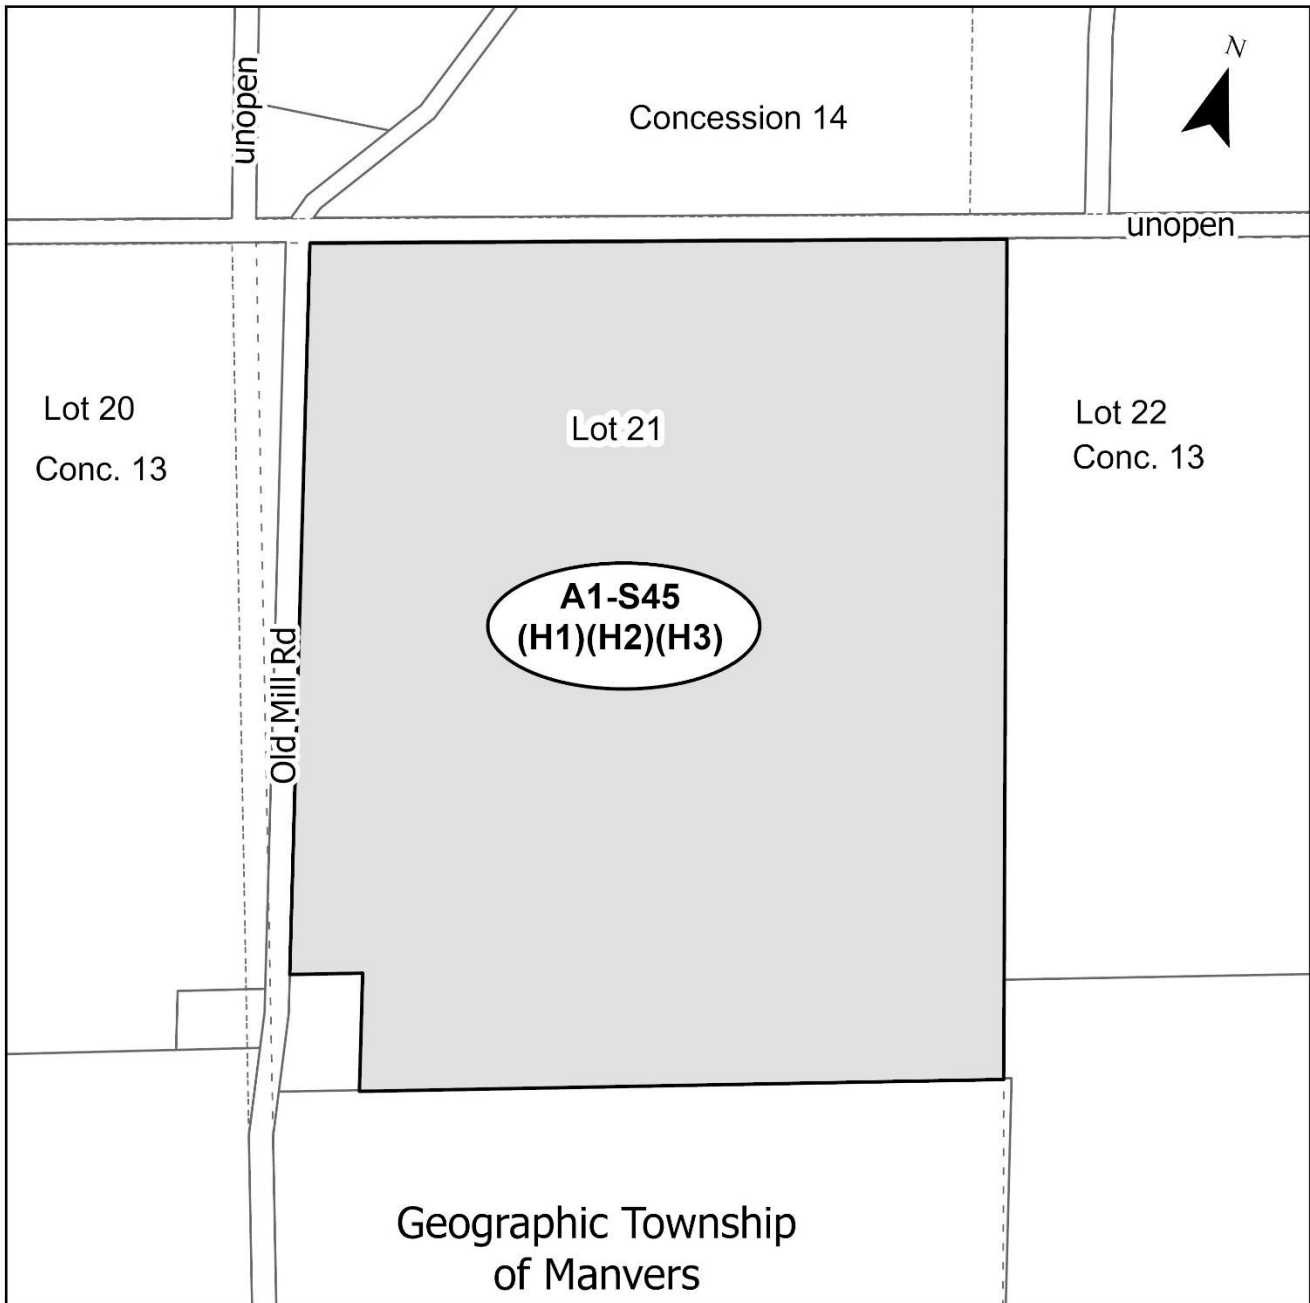 N
unopen
Concession 14
unopen
Lot 20
Conc. 13
Lot 21
Lot 22
Conc. 13
A1-S45
(H1)(H2)(H3)
Old Mill Rd
Geographic Township
of Manvers